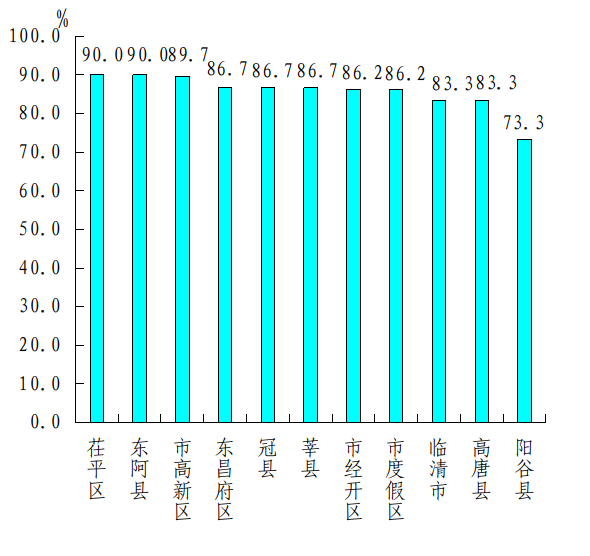 %
100.0
90.0
80.0
70.0
60.0
50.0
40.0
30.0
20.0
10.0
0.0
90.0 90.0 89.7 86.7 86.7 86.7 86.2 86.2 83.3 83.3 73.3
茌平区
东阿县
市高新区
东昌府区
冠县
莘县
市经开区
市度假区
临清市
高唐县
阳谷县